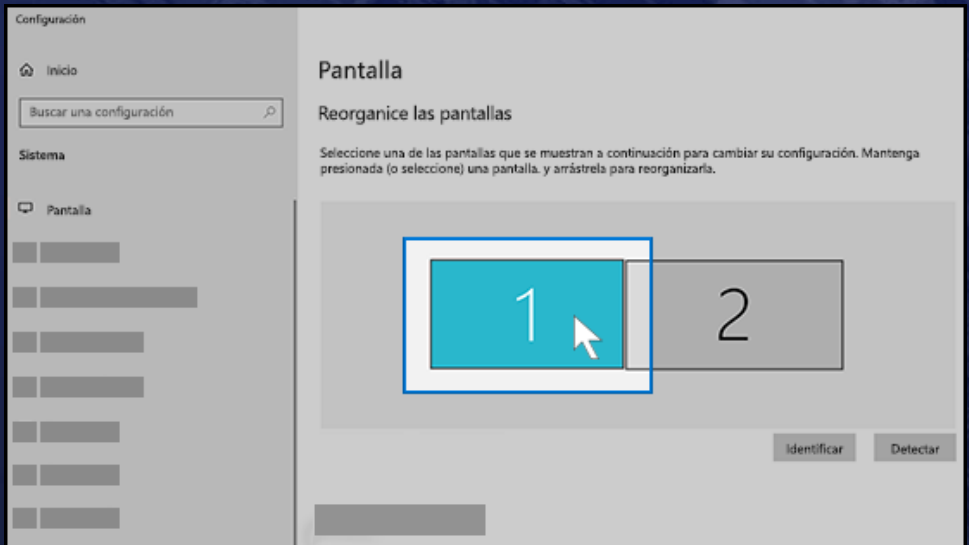 Configuración
Inicio
Buscar una configuración
Sistema
Pantalla
Pantalla
Reorganice las pantallas
Seleccione una de las pantallas que se muestran a continuación para cambiar su configuración. Mantenga
presionada (o seleccione) una pantalla. y arrástrela para reorganizarla.
1
2
Identificar
Detectar